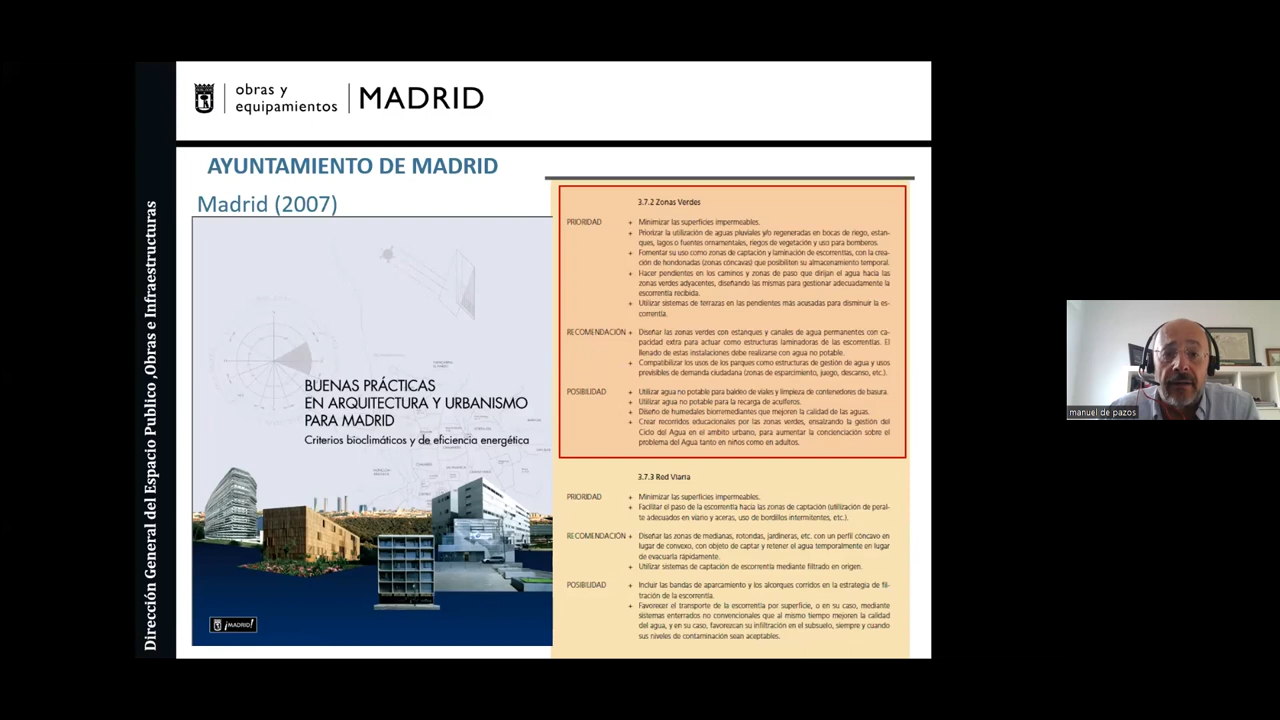 obras y
equipamientos
MADRID
Dirección General del Espacio Publico ,Obras e Infraestructuras
AYUNTAMIENTO DE MADRID
Madrid (2007)
BUENAS PRÁCTICAS
EN ARQUITECTURA Y URBANISMO
PARA MADRID
Criterios bioclimáticos y de eficiencia energética
¡MADRID!
3.7.2 Zonas Verdes
PRIORIDAD + Minimizar las superficies impermeables.
+ Priorizar la utilización de aguas pluviales y/o regeneradas en bocas de riego, estan-
ques, lagos o fuentes ornamentales, riegos de vegetación y uso para bomberos.
+ Fomentar su uso como zonas de captación y laminación de escorrentías, con la crea-
ción de hondonadas (zonas cóncavas) que posibiliten su almacenamiento temporal.
+ Hacer pendientes en los caminos y zonas de paso que dirijan el agua hacia las
zonas verdes adyacentes, diseñando las mismas para gestionar adecuadamente la
escorrentía recibida.
+ Utilizar sistemas de terrazas en las pendientes más acusadas para disminuir la es-
correntía.
RECOMENDACIÓN + Diseñar las zonas verdes con estanques y canales de agua permanentes con ca-
pacidad extra para actuar como estructuras laminadoras de las escorrentías. El
llenado de estas instalaciones debe realizarse con agua no potable.
+ Compatibilizar los usos de los parques como estructuras de gestión de agua y usos
previsibles de demanda ciudadana (zonas de esparcimiento, juego, descanso, etc.).
POSIBILIDAD + Utilizar agua no potable para baldeo de viales y limpieza de contenedores de basura.
+ Utilizar agua no potable para la recarga de acuíferos.
+ Diseño de humedales biorremediantes que mejoren la calidad de las aguas.
+ Crear recorridos educacionales por las zonas verdes, ensalzando la gestión del
Ciclo del Agua en el ambito urbano, para aumentar la concienciación sobre el
problema del Agua tanto en niños como en adultos.
3.7.3 Red Viaria
PRIORIDAD + Minimizar las superficies impermeables.
+ Facilitar el paso de la escorrentía hacia las zonas de captación (utilización de peral-
te adecuados en viario y aceras, uso de bordillos intermitentes, etc.).
RECOMENDACIÓN + Diseñar las zonas de medianas, rotondas, jardineras, etc. con un perfil cóncavo en
lugar de convexo, con objeto de captar y retener el agua temporalmente en lugar
de evacuarla rápidamente.
+ Utilizar sistemas de captación de escorrentía mediante filtrado en origen.
POSIBILIDAD + Incluir las bandas de aparcamiento y los alcorques corridos en la estrategia de fil-
tración de la escorrentía.
+ Favorecer el transporte de la escorrentía por superficie, o en su caso, mediante
sistemas enterrados no convencionales que al mismo tiempo mejoren la calidad
del agua, y en su caso, favorezcan su infiltración en el subsuelo, siempre y cuando
sus niveles de contaminación sean aceptables.
manuel de pazos